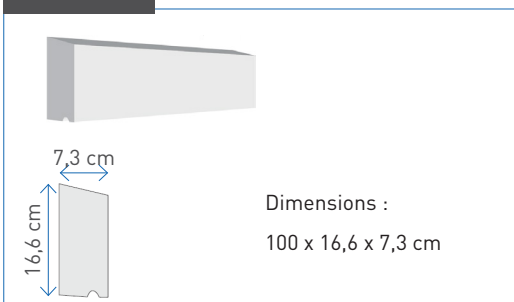 7,3 cm
16,6 cm
Dimensions :
100 x 16,6 x 7,3 cm